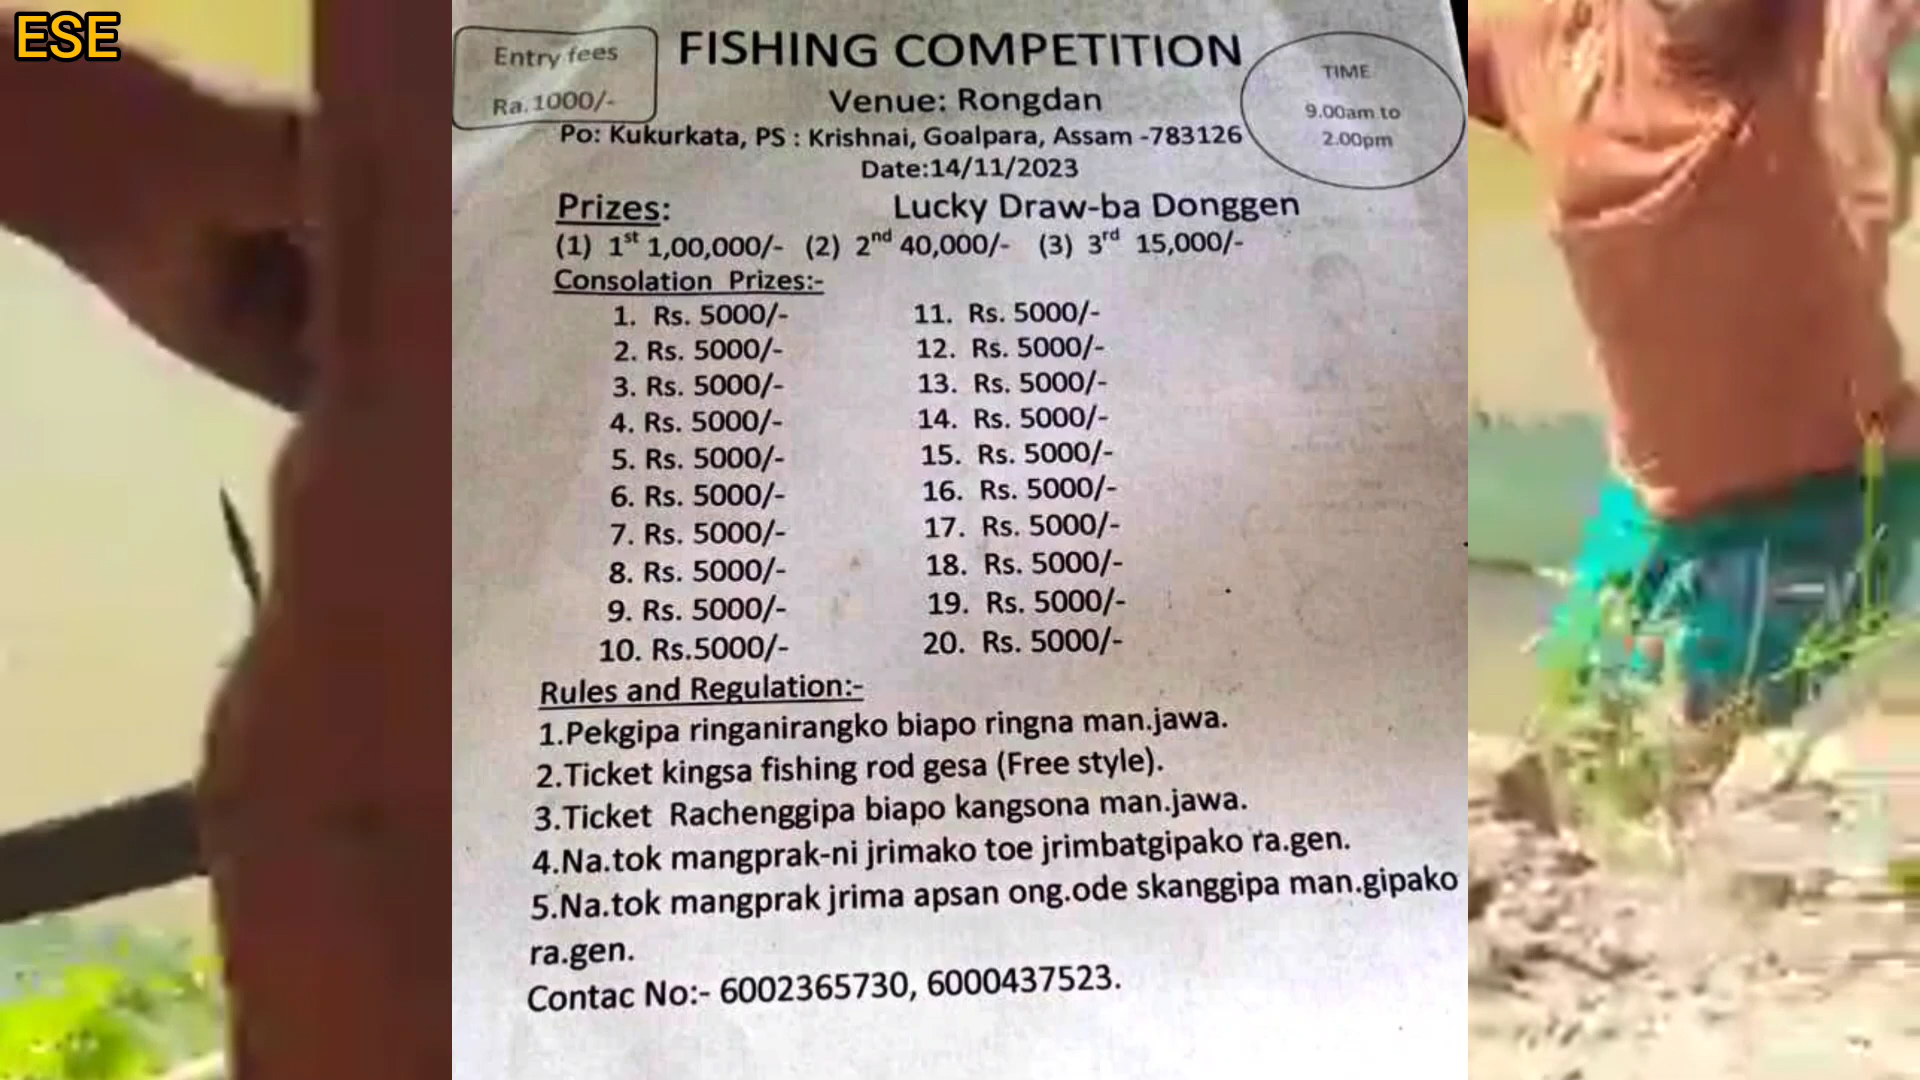 ESE
Entry fees
Ra.1000/-
FISHING COMPETITION
TIME
9.00am to
2.00pm
Venue: Rongdan
Po: Kukurkata, PS : Krishnai, Goalpara, Assam -783126
Date:14/11/2023
Prizes: Lucky Draw-ba Donggen
(1) 1st 1,00,000/- (2) 2nd 40,000/- (3) 3rd 15,000/-
Consolation Prizes:-
1. Rs. 5000/- 11. Rs. 5000/-
2. Rs. 5000/- 12. Rs. 5000/-
3. Rs. 5000/- 13. Rs. 5000/-
4. Rs. 5000/- 14. Rs. 5000/-
5. Rs. 5000/- 15. Rs. 5000/-
6. Rs. 5000/- 16. Rs. 5000/-
7. Rs. 5000/- 17. Rs. 5000/-
8. Rs. 5000/- 18. Rs. 5000/-
9. Rs. 5000/- 19. Rs. 5000/-
10. Rs.5000/- 20. Rs. 5000/-
Rules and Regulation:-
1.Pekgipa ringanirangko biapo ringna man.jawa.
2.Ticket kingsa fishing rod gesa (Free style).
3.Ticket Rachenggipa biapo kangsona man.jawa.
4.Na.tok mangprak-ni jrimako toe jrimbatgipako ra.gen.
5.Na.tok mangprak jrima apsan ong.ode skanggipa man.gipako
ra.gen.
Contac No:- 6002365730, 6000437523.